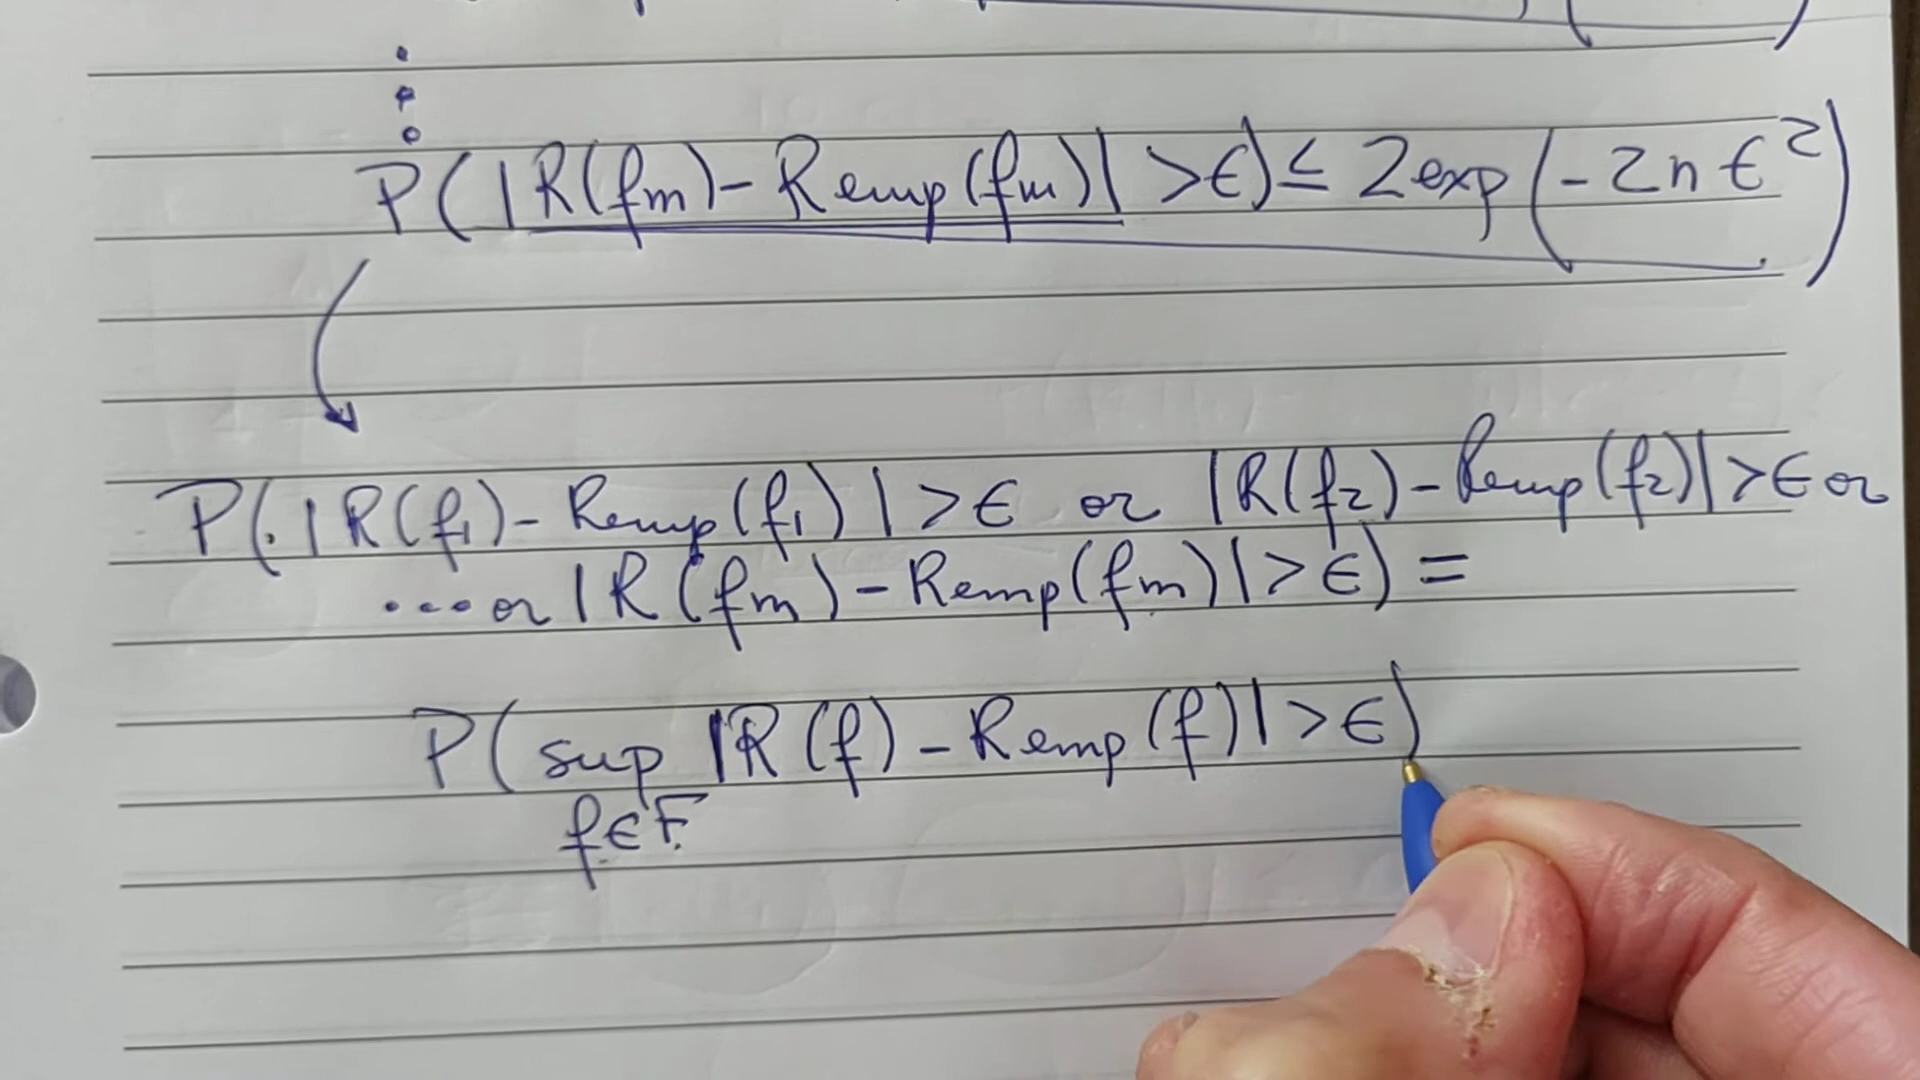 P(|R(fm)-Remp(fm)|>ϵ)≤2exp(-2nϵ²)
P(.|R(f1)-Remp(f1)|>ϵ or |R(f2)-Remp(f2)|>ϵ or
....or |R(fm)-Remp(fm)|>ϵ)=
P(sup |R(f)-Remp(f)|>ϵ)
f∈F